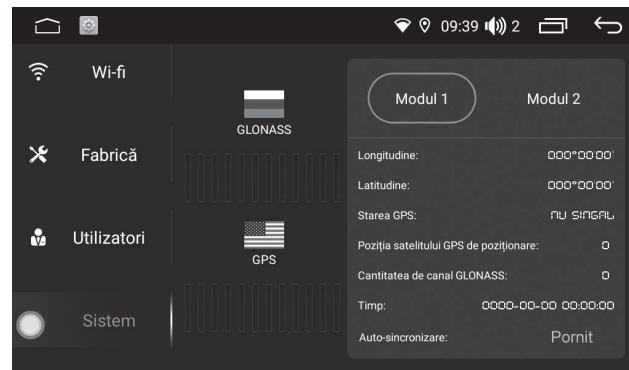 09:39 2
Wi-fi
Fabrică
Utilizatori
Sistem
GLONASS
GPS
Modul 1 Modul 2
Longitudine: 000°00'00'
Latitudine: 000°00'00'
Starea GPS: NU SINGAL
Poziția satelitului GPS de poziționare: 0
Cantitatea de canal GLONASS: 0
Timp: 0000-00-00 00:00:00
Auto-sincronizare: Pornit